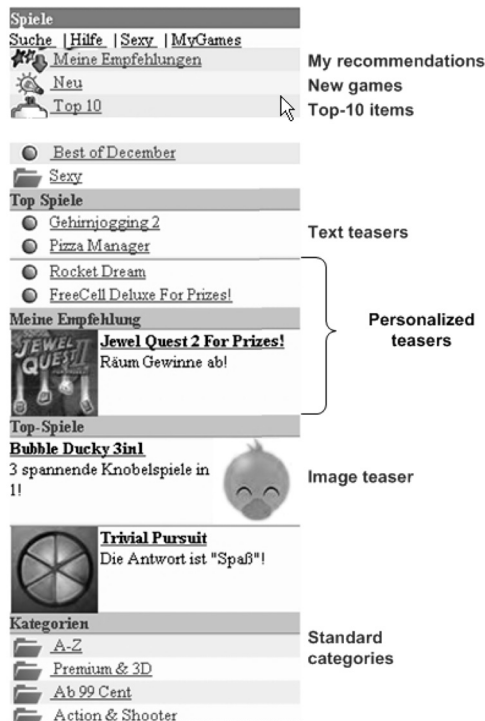 Spiele
Suche | Hilfe | Sexy | MyGames
Meine Empfehlungen
My recommendations
Neu
New games
Top 10
Top-10 items
Best of December
Sexy
Top Spiele
Gehirnjogging 2
Text teasers
Pizza Manager
Rocket Dream
FreeCell Deluxe For Prizes!
Personalized
teasers
Meine Empfehlung
JEWEL
QUEST II
Jewel Quest 2 For Prizes!
Räum Gewinne ab!
Top-Spiele
Bubble Ducky 3in1
3 spannende Knobelspiele in
1!
Image teaser
Trivial Pursuit
Die Antwort ist "Spaß"!
Kategorien
Standard
categories
A-Z
Premium & 3D
Ab 99 Cent
Action & Shooter